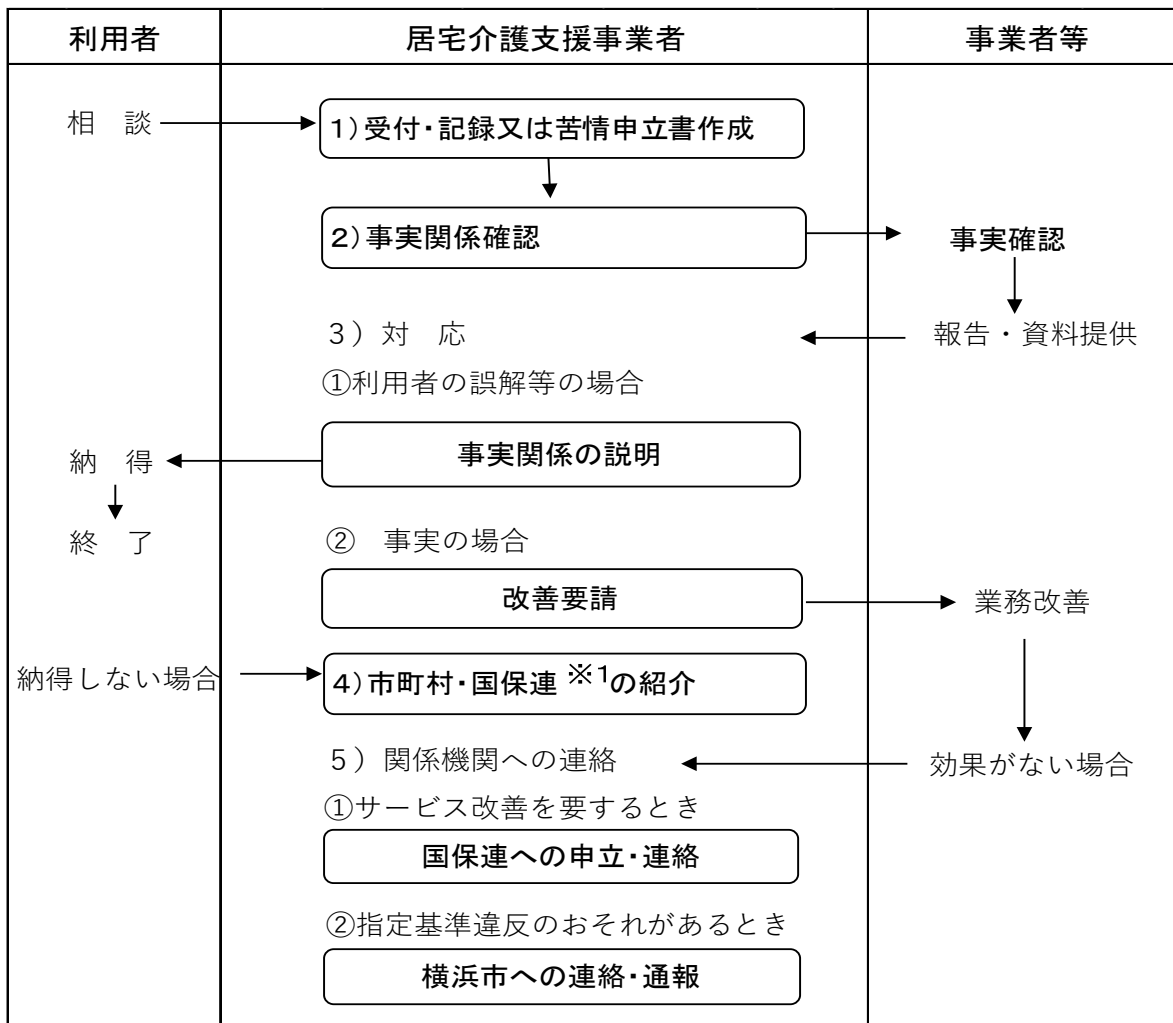 利用者
居宅介護支援事業者
事業者等
相　談
1)受付・記録又は苦情申立書作成
2)事実関係確認
事実確認
3）対　応
報告・資料提供
①利用者の誤解等の場合
納　得
事実関係の説明
終　了
②　事実の場合
改善要請
業務改善
納得しない場合
4)市町村・国保連※1の紹介
5）関係機関への連絡
効果がない場合
①サービス改善を要するとき
国保連への申立・連絡
②指定基準違反のおそれがあるとき
横浜市への連絡・通報